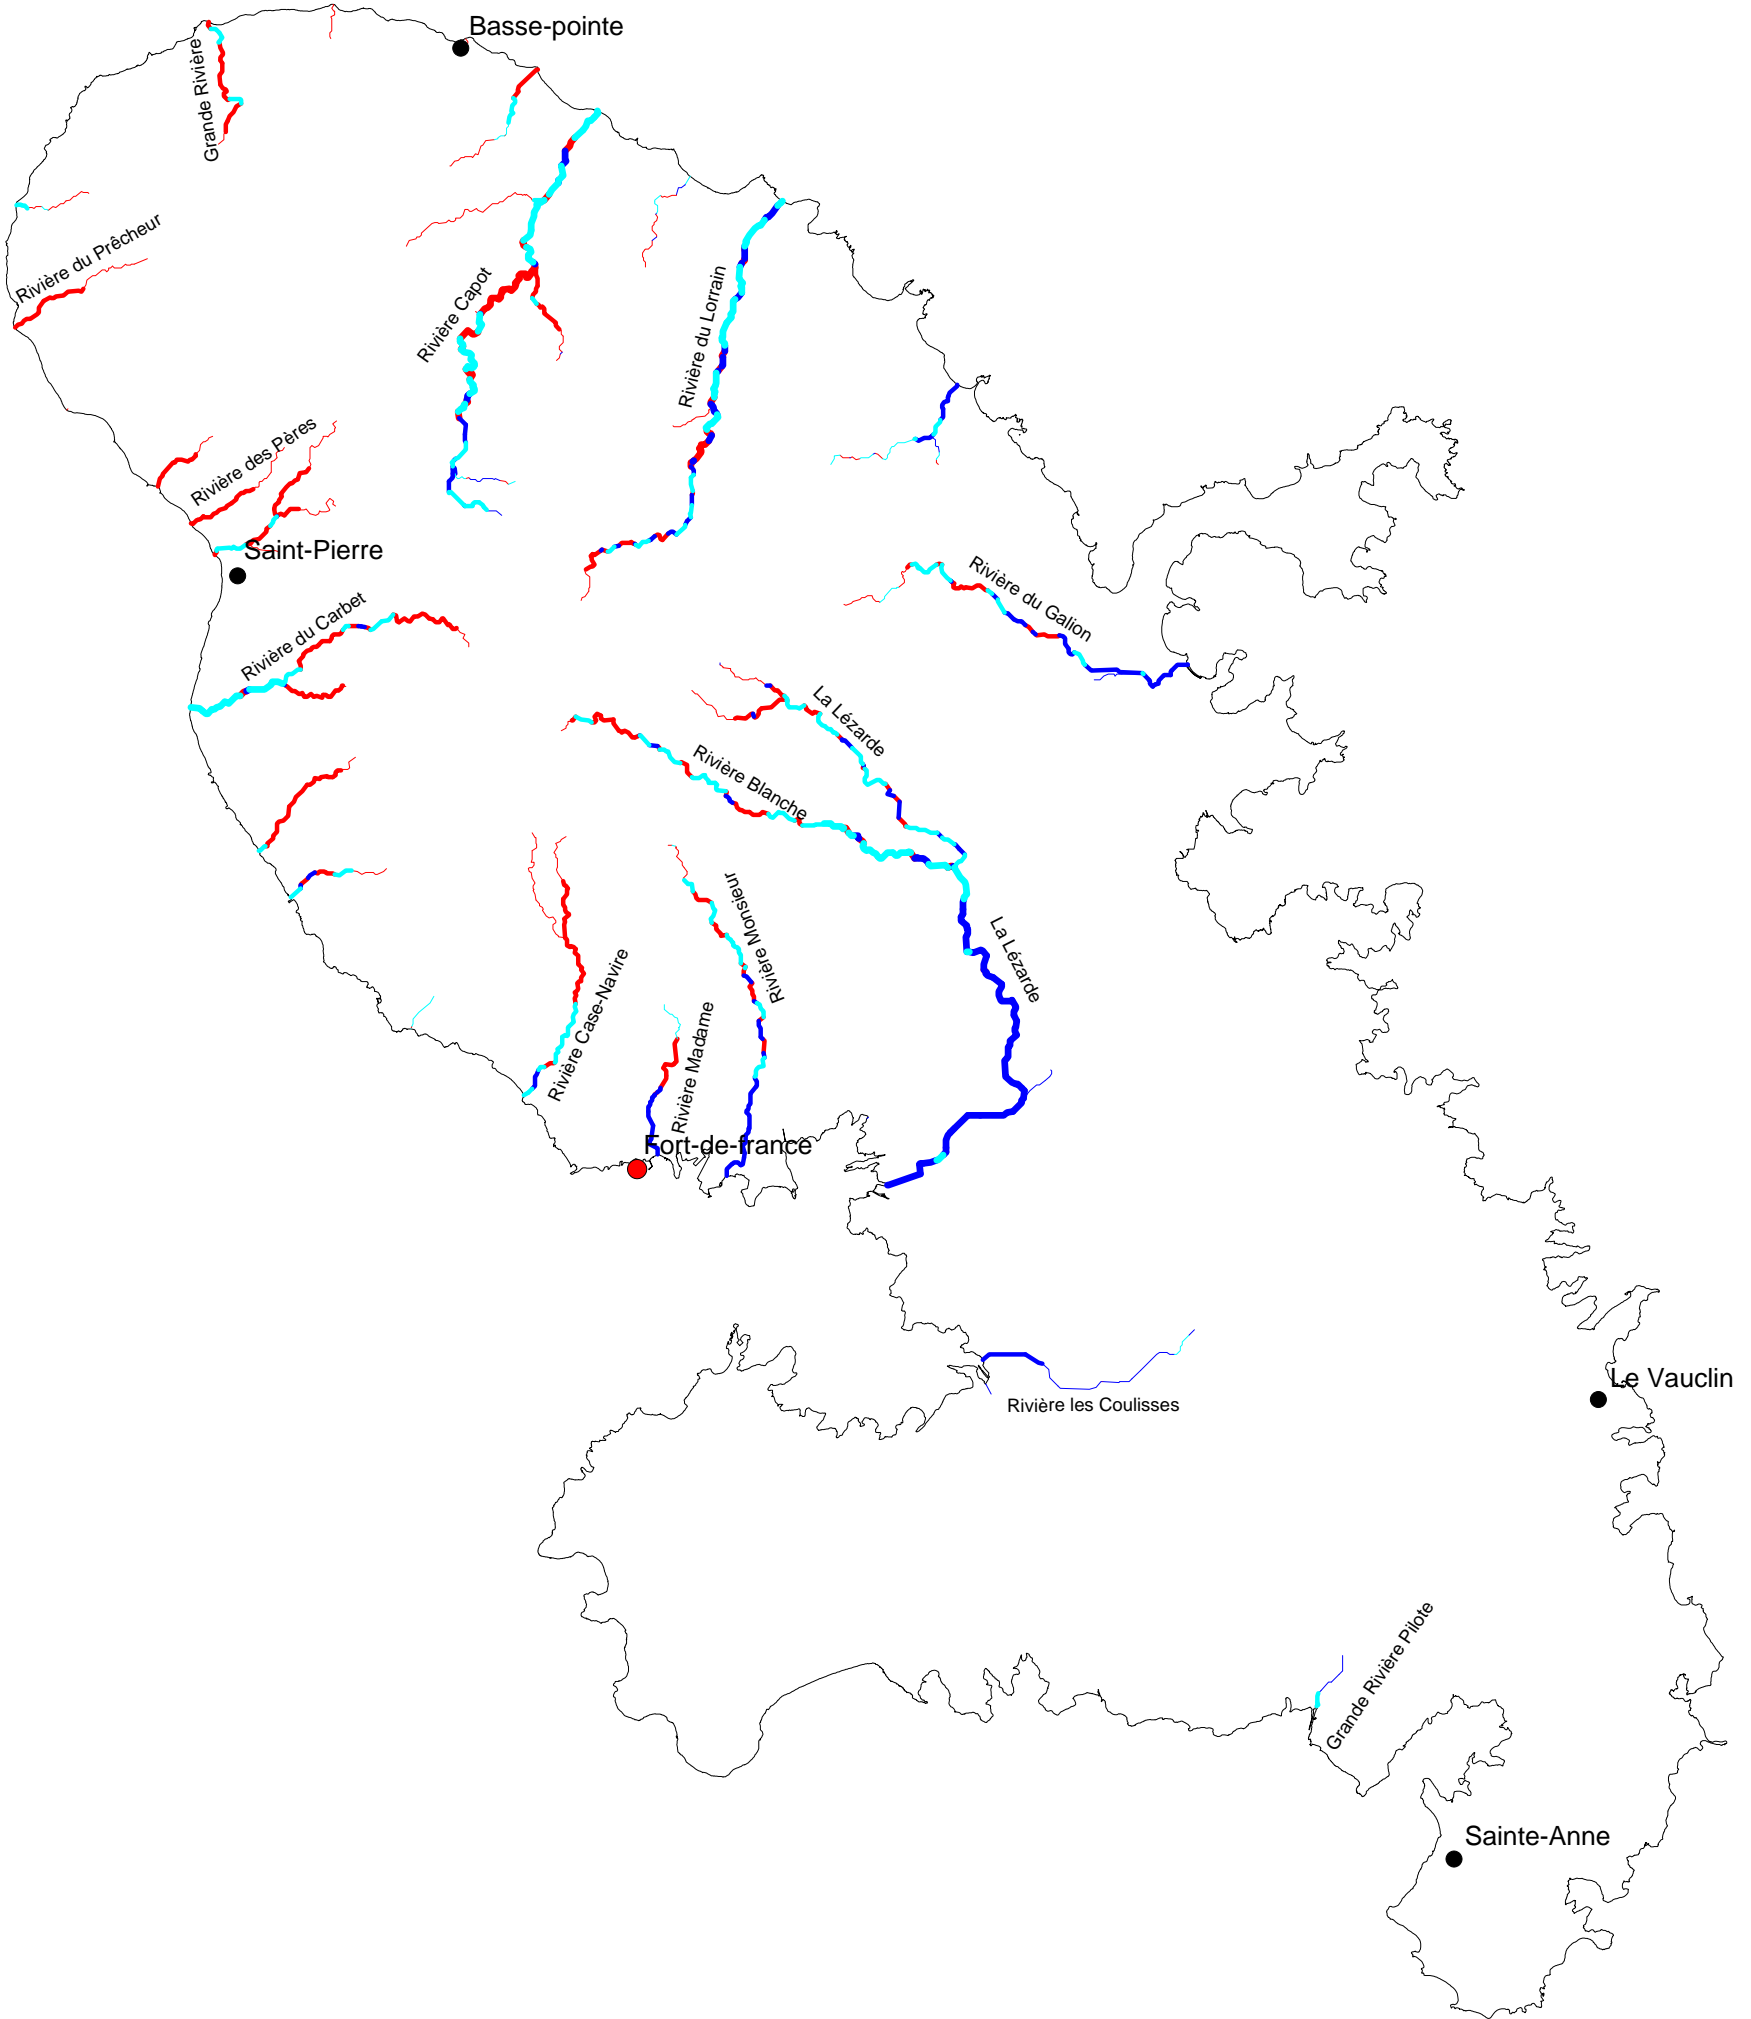 Basse-pointe
Grande Rivière
Rivière du Prêcheur
Rivière Capot
Rivière du Lorrain
Rivière des Pères
Saint-Pierre
Rivière du Galion
Rivière du Carbet
La Lézarde
Rivière Blanche
Rivière Monsieur
La Lézarde
Rivière Case-Navire
Rivière Madame
Fort-de-france
Le Vauclin
Rivière les Coulisses
Grande Rivière Pilote
Sainte-Anne